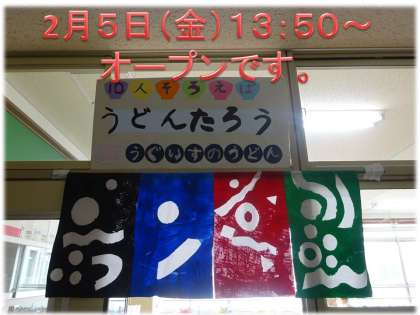 2月5日(金)13:50～
オープンです。
10人そろえば
うどんたろう
うぐいすのうどん